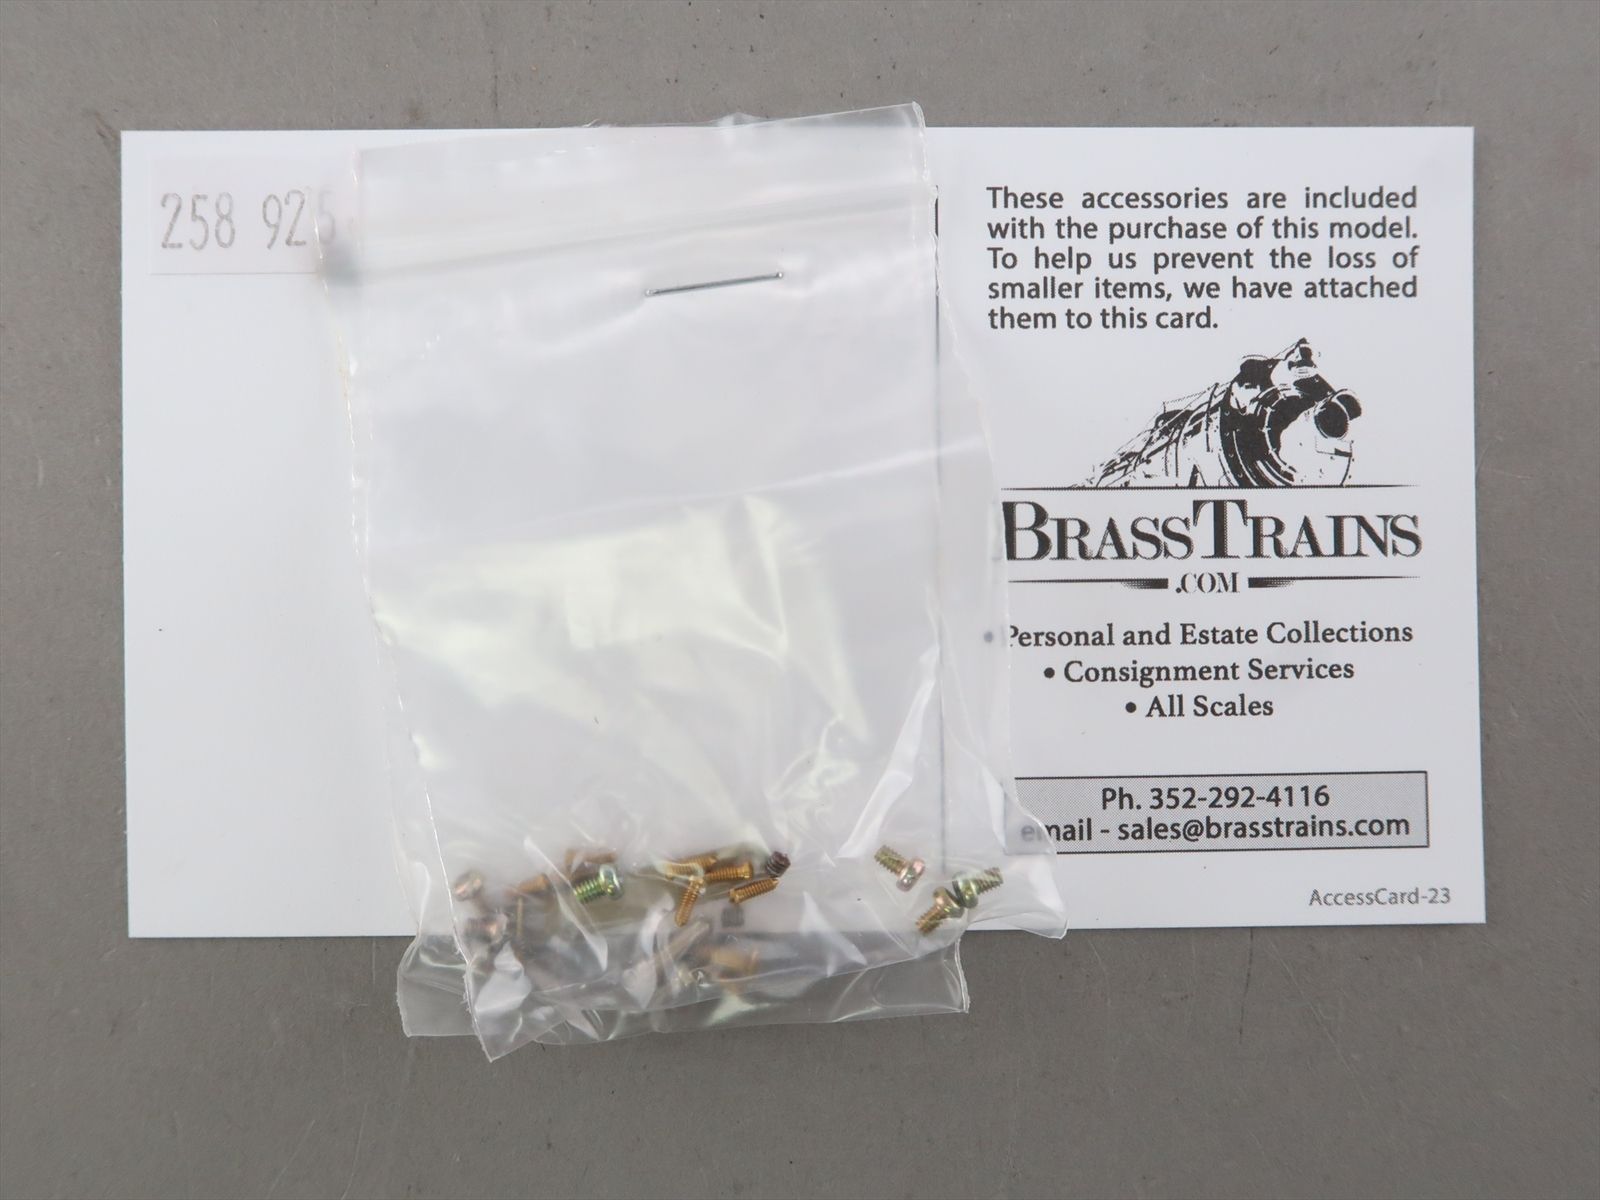 258 925
These accessories are included
with the purchase of this model.
To help us prevent the loss of
smaller items, we have attached
them to this card.
BRASSTRAINS
.COM
• Personal and Estate Collections
• Consignment Services
• All Scales
Ph. 352-292-4116
email - sales@brasstrains.com
AccessCard-23